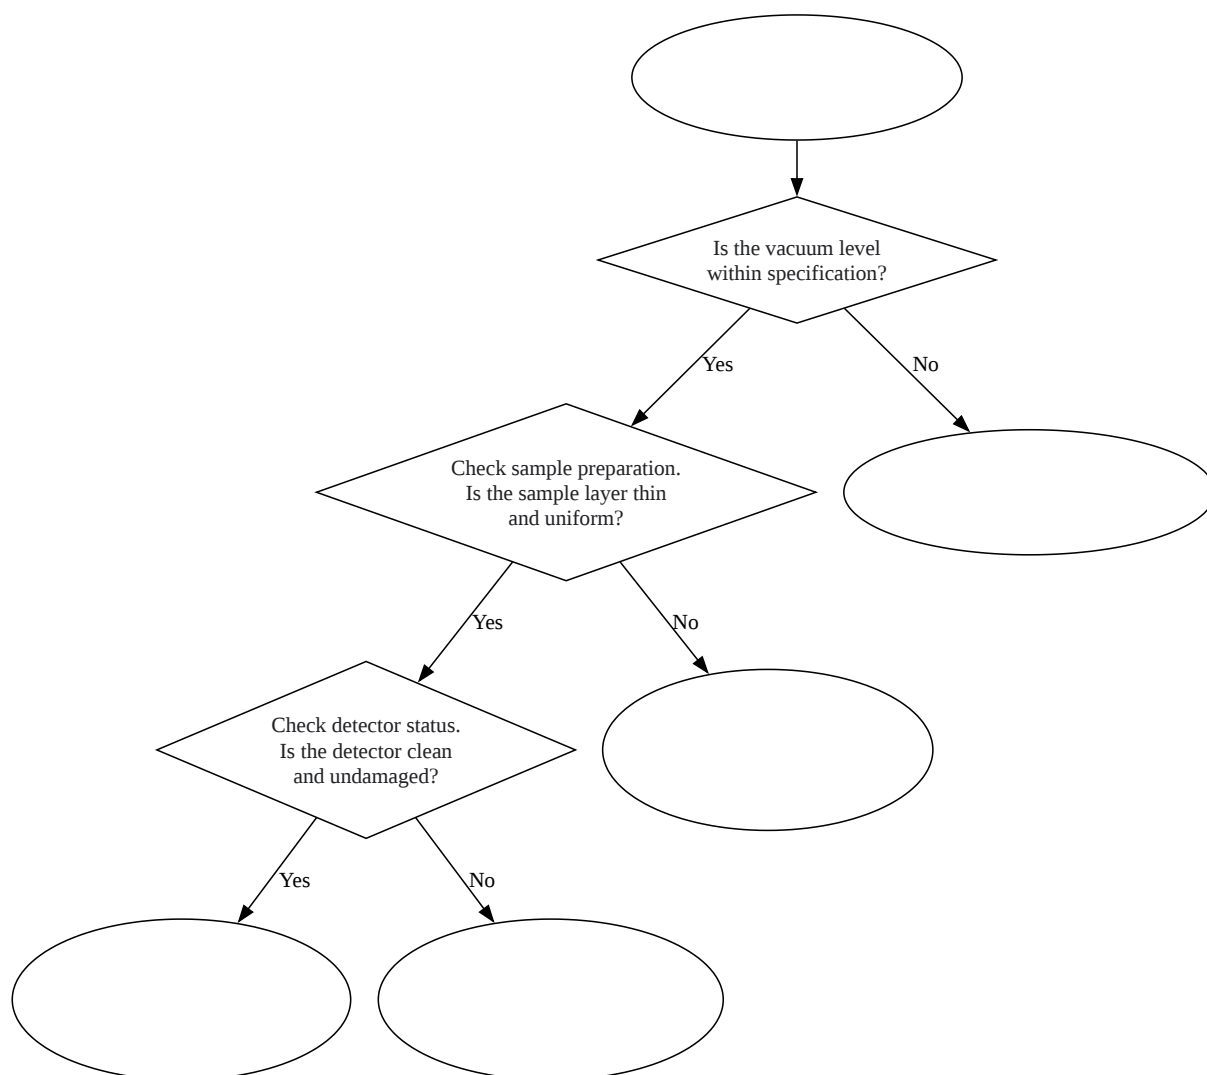 Is the vacuum level
within specification?
Yes
No
Check sample preparation.
Is the sample layer thin
and uniform?
Yes
No
Check detector status.
Is the detector clean
and undamaged?
Yes
No